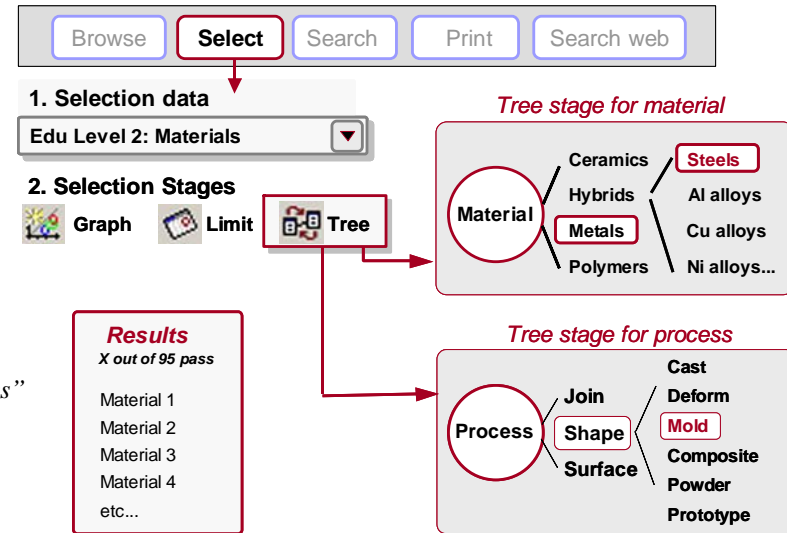 Browse Select Search Print Search web
1. Selection data
Edu Level 2: Materials
2. Selection Stages
Graph Limit Tree
Results
X out of 95 pass
Material 1
Material 2
Material 3
Material 4
etc...
s”
Tree stage for material
Material
Ceramics
Hybrids
Metals
Polymers
Steels
Al alloys
Cu alloys
Ni alloys...
Tree stage for process
Process
Join
Shape
Surface
Cast
Deform
Mold
Composite
Powder
Prototype